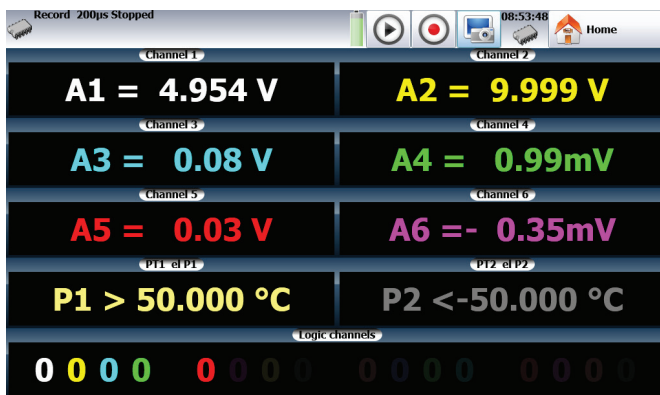 Record 200µs Stopped
08:53:48
Home
Channel 1
Channel 2
A1 = 4.954 V
A2 = 9.999 V
Channel 3
Channel 4
A3 = 0.08 V
A4 = 0.99mV
Channel 5
Channel 6
A5 = 0.03 V
A6 =- 0.35mV
PT1 el P1
PT2 el P2
P1 > 50.000 °C
P2 <-50.000 °C
Logic channels
0 0 0 0 0 0 0 0 0 0 0 0 0 0 0 0